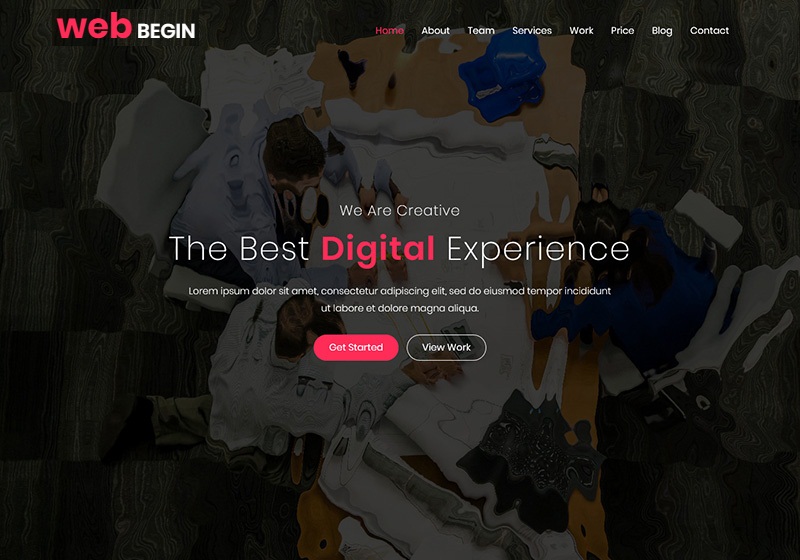 web BEGIN
Home About Team Services Work Price Blog Contact
We Are Creative
The Best Digital Experience
Lorem ipsum dolor sit amet, consectetur adipiscing elit, sed do eiusmod tempor incididunt
ut labore et dolore magna aliqua.
Get Started View Work